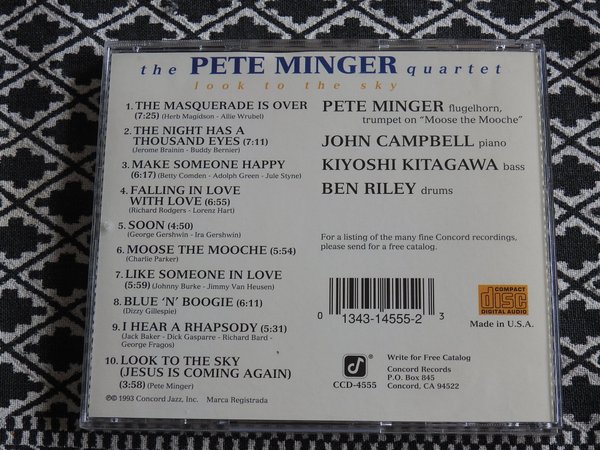 the PETE MINGER quartet
look to the sky
1. THE MASQUERADE IS OVER
(7:25) (Herb Magidson - Allie Wrubel)
2. THE NIGHT HAS A
THOUSAND EYES (7:11)
(Jerome Brainin - Buddy Bernier)
3. MAKE SOMEONE HAPPY
(6:17) (Betty Comden - Adolph Green - Jule Styne)
4. FALLING IN LOVE
WITH LOVE (6:55)
(Richard Rodgers - Lorenz Hart)
5. SOON (4:50)
(George Gershwin - Ira Gershwin)
6. MOOSE THE MOOCHE (5:54)
(Charlie Parker)
7. LIKE SOMEONE IN LOVE
(5:59) (Johnny Burke - Jimmy Van Heusen)
8. BLUE 'N' BOOGIE (6:11)
(Dizzy Gillespie)
9. I HEAR A RHAPSODY (5:31)
(Jack Baker - Dick Gasparre - Richard Bard -
George Fragos)
10. LOOK TO THE SKY
(JESUS IS COMING AGAIN)
(3:58) (Pete Minger)
℗© 1993 Concord Jazz, Inc. Marca Registrada
PETE MINGER flugelhorn,
trumpet on "Moose the Mooche"
JOHN CAMPBELL piano
KIYOSHI KITAGAWA bass
BEN RILEY drums
For a listing of the many fine Concord recordings,
please send for a free catalog.
0 1343-14555-2 3
COMPACT
disc
DIGITAL AUDIO
Made in U.S.A.
CCD-4555
Write for Free Catalog
Concord Records
P.O. Box 845
Concord, CA 94522